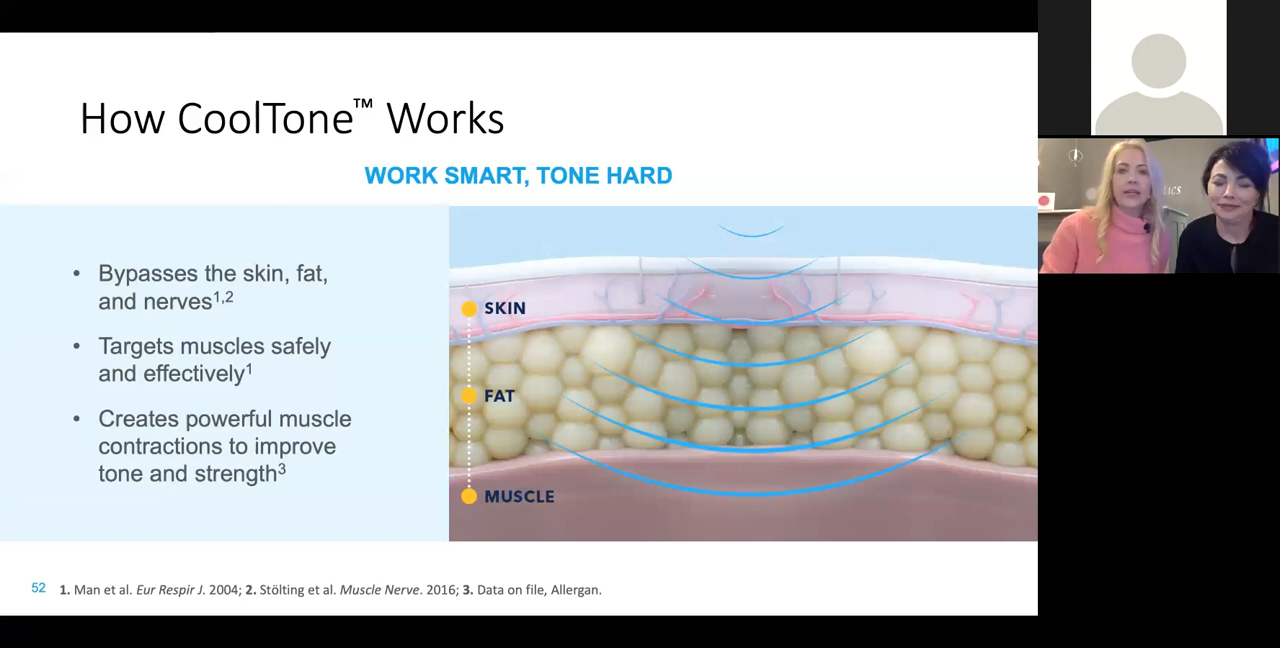 How CoolTone™ Works
WORK SMART, TONE HARD
• Bypasses the skin, fat,
and nerves1,2
• Targets muscles safely
and effectively1
• Creates powerful muscle
contractions to improve
tone and strength3
SKIN
FAT
MUSCLE
52
1. Man et al. Eur Respir J. 2004; 2. Stölting et al. Muscle Nerve. 2016; 3. Data on file, Allergan.